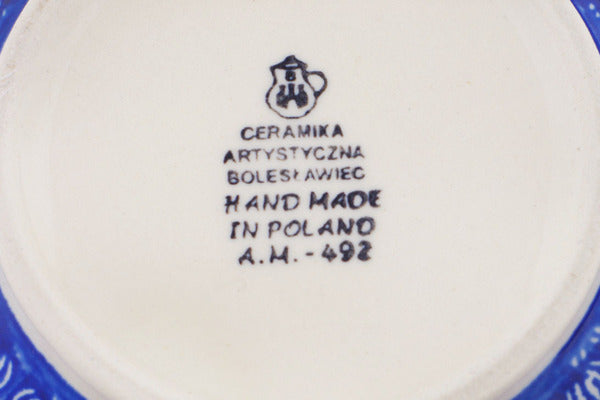 B
CERAMIKA
ARTYSTYCZNA
BOLESŁAWIEC
HAND MADE
IN POLAND
A.M.-492